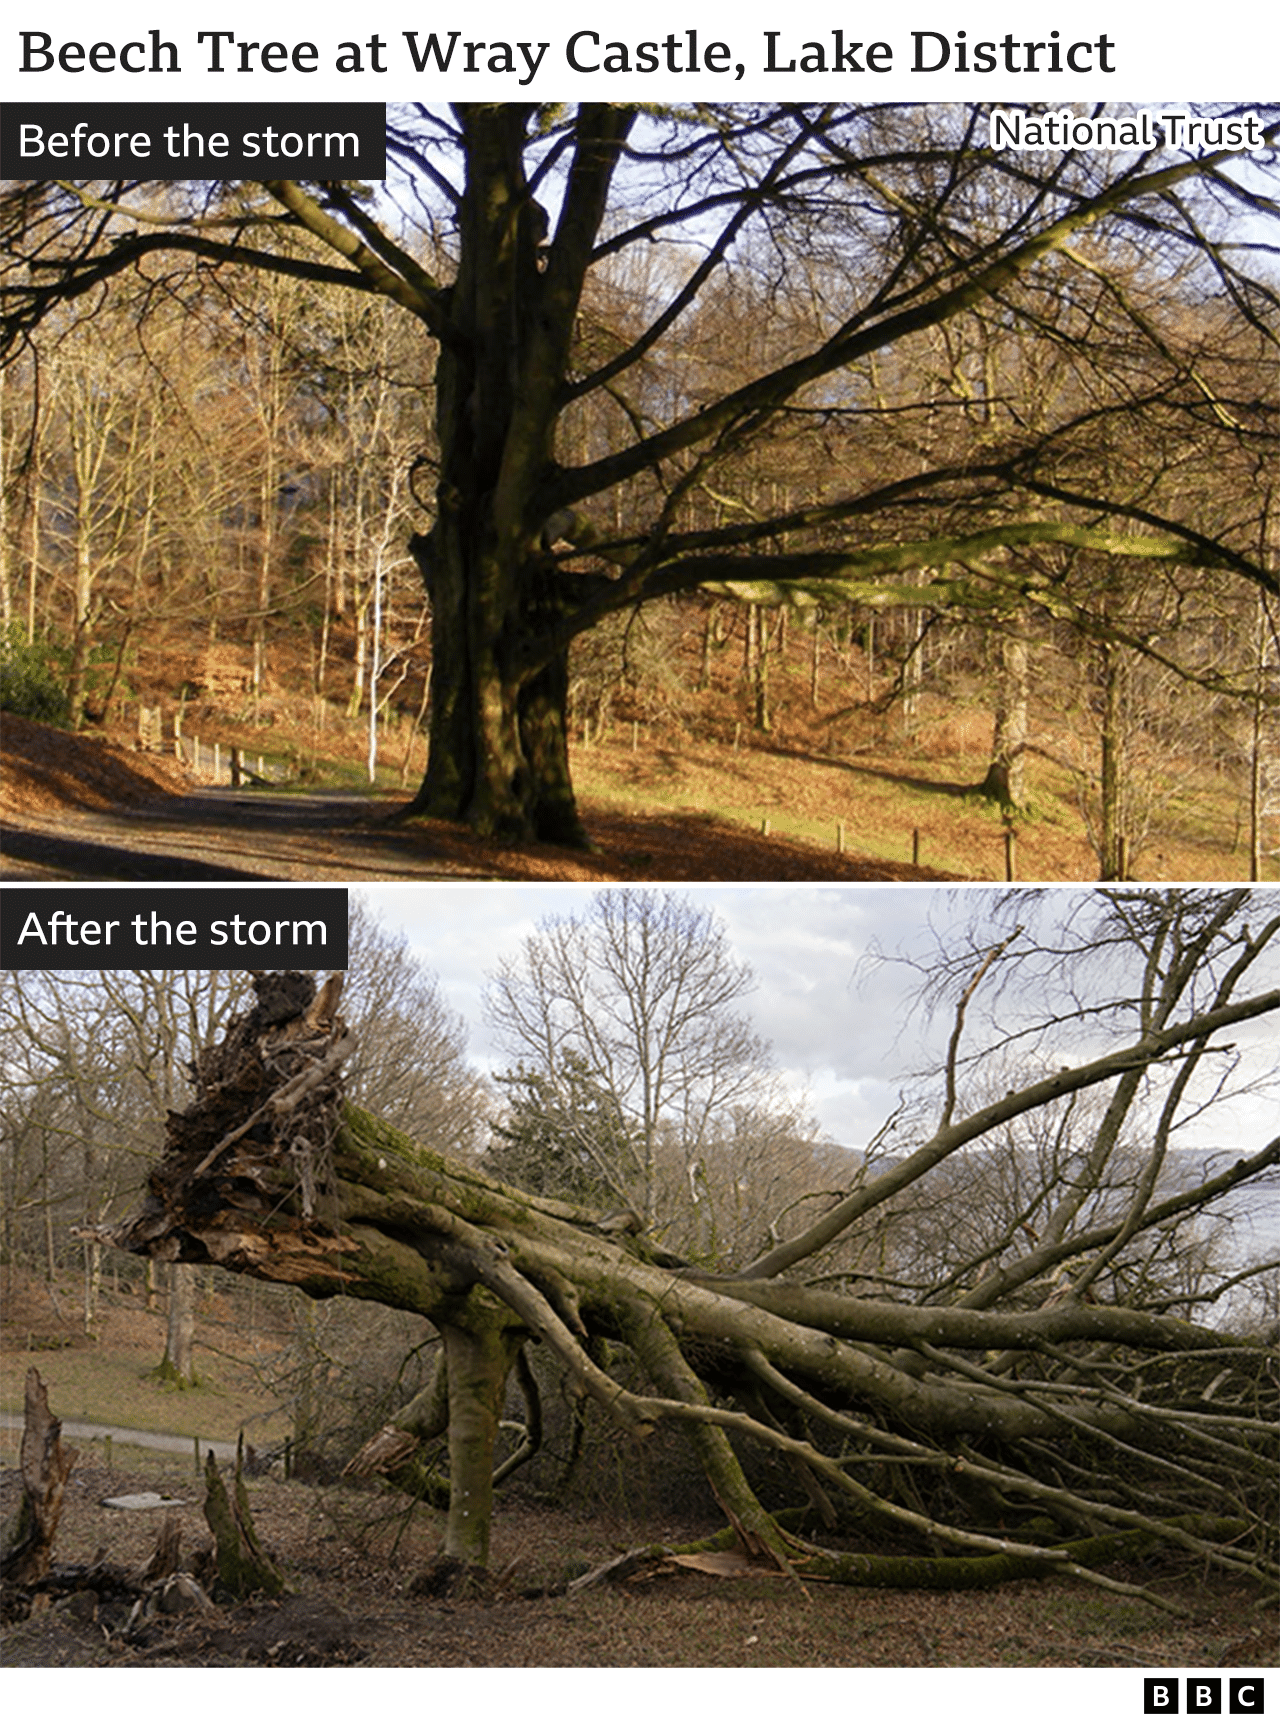 Beech Tree at Wray Castle, Lake District
Before the storm
National Trust
After the storm
BBC